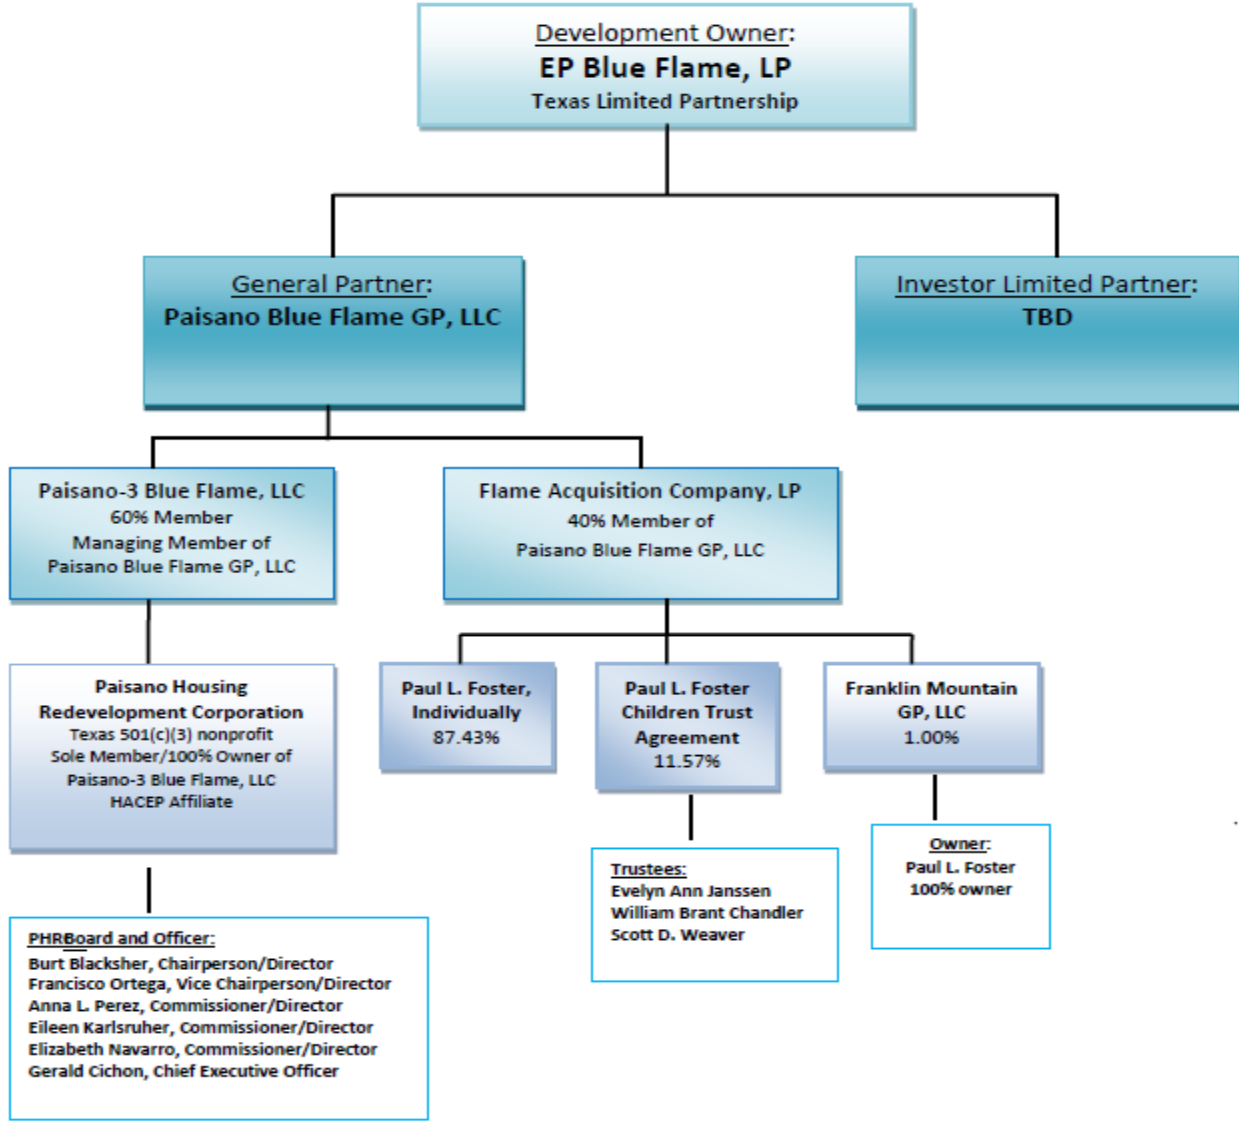 Development Owner:
EP Blue Flame, LP
Texas Limited Partnership
General Partner:
Paisano Blue Flame GP, LLC
Investor Limited Partner:
TBD
Paisano-3 Blue Flame, LLC
60% Member
Managing Member of
Paisano Blue Flame GP, LLC
Flame Acquisition Company, LP
40% Member of
Paisano Blue Flame GP, LLC
Paisano Housing
Redevelopment Corporation
Texas 501(c)(3) nonprofit
Sole Member/100% Owner of
Paisano-3 Blue Flame, LLC
HACEP Affiliate
Paul L. Foster,
Individually
87.43%
Paul L. Foster
Children Trust
Agreement
11.57%
Franklin Mountain
GP, LLC
1.00%
Trustees:
Evelyn Ann Janssen
William Brant Chandler
Scott D. Weaver
Owner:
Paul L. Foster
100% owner
Board and Officer:
Burt Blacksher, Chairperson/Director
Francisco Ortega, Vice Chairperson/Director
Anna L. Perez, Commissioner/Director
Eileen Karlsruher, Commissioner/Director
Elizabeth Navarro, Commissioner/Director
Gerald Cichon, Chief Executive Officer